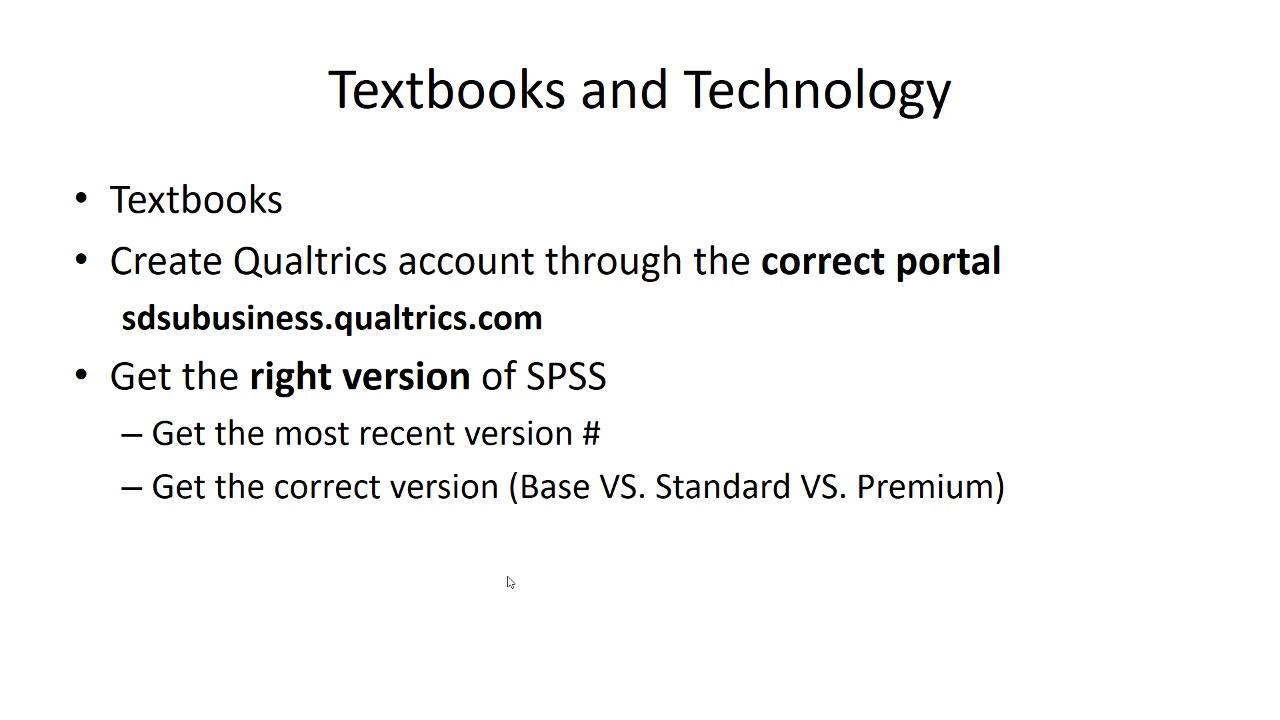 Textbooks and Technology
• Textbooks
• Create Qualtrics account through the correct portal
sdsubusiness.qualtrics.com
• Get the right version of SPSS
– Get the most recent version #
– Get the correct version (Base VS. Standard VS. Premium)